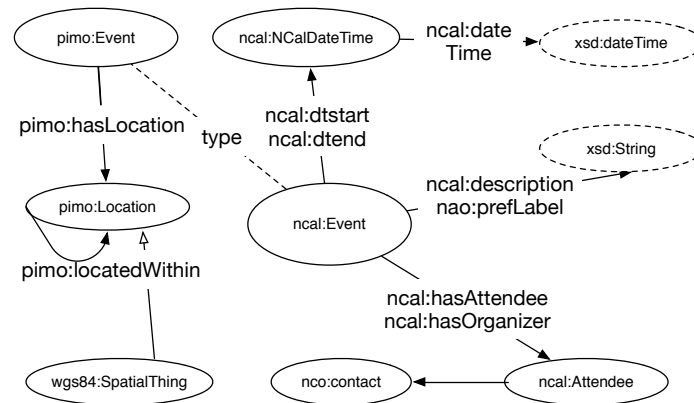 pimo:Event
ncal:NCalDateTime
ncal:date
Time
xsd:dateTime
pimo:hasLocation
type
ncal:dtstart
ncal:dtend
xsd:String
pimo:Location
ncal:Event
ncal:description
nao:prefLabel
pimo:locatedWithin
ncal:hasAttendee
ncal:hasOrganizer
wgs84:SpatialThing
nco:contact
ncal:Attendee